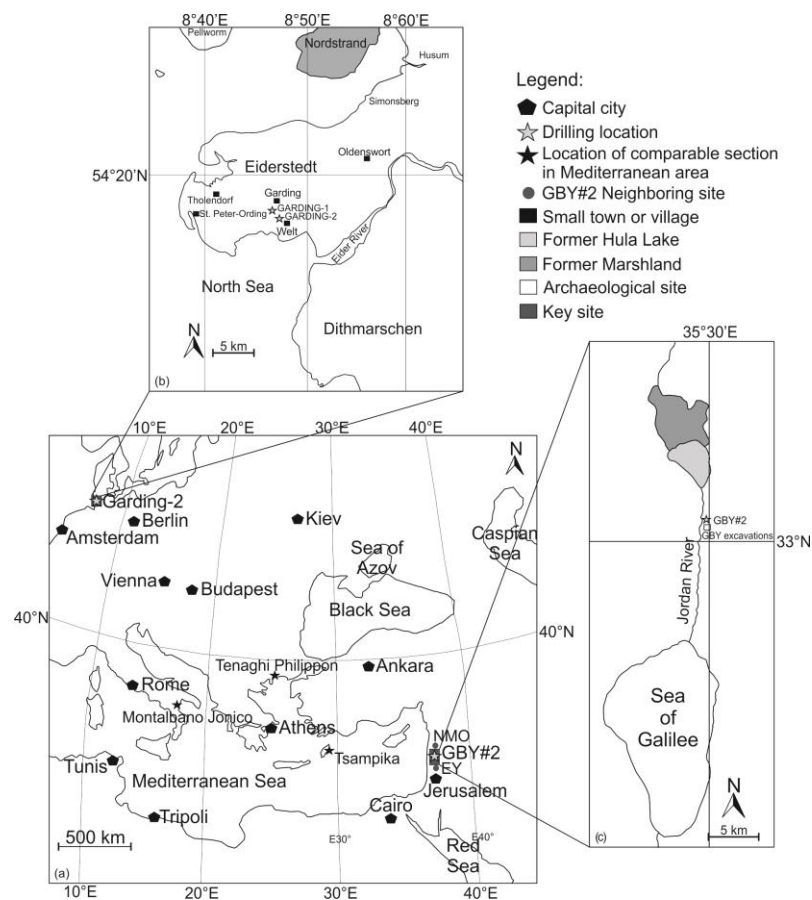 8°40'E
8°50'E
8°60'E
Pellworm
Nordstrand
Husum
Simonsberg
Oldenswort
Eiderstedt
54°20'N
Garding
Tholendorf
GARDING-1
St. Peter-Ording
GARDING-2
Welt
Eider River
North Sea
N
5 km
Dithmarschen
(b)
Legend:
Capital city
Drilling location
Location of comparable section
in Mediterranean area
GBY#2 Neighboring site
Small town or village
Former Hula Lake
Former Marshland
Archaeological site
Key site
35°30'E
GBY#2
GBY excavations
33°N
Jordan River
Sea
of
Galilee
N
5 km
(c)
10°E
20°E
30°E
40°E
N
Garding-2
Berlin
Kiev
Amsterdam
Caspian
Sea
Sea of
Azov
Vienna
Budapest
Black Sea
40°N
40°N
Tenaghi Philippon
Ankara
Rome
Montalbano Jonico
Athens
NMO
Tsampika
GBY#2
EY
Tunis
Mediterranean Sea
Jerusalem
Tripoli
Cairo
500 km
E30°
E40°
Red
Sea
(a)
10°E
20°E
30°E
40°E